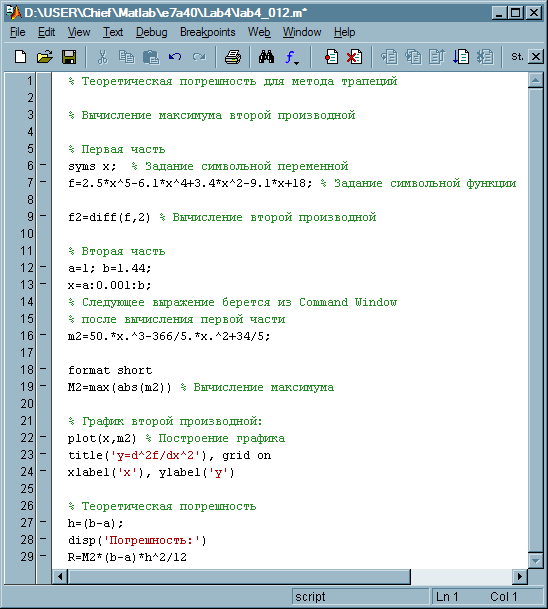 D:\USER\Chief\Matlab\e7a40\Lab4\lab4_012.m*
File Edit View Text Debug Breakpoints Web Window Help
St.
1 % Теоретическая погрешность для метода трапеций
2
3 % Вычисление максимума второй производной
4
5 % Первая часть
6 – syms x; % Задание символьной переменной
7 – f=2.5*x^5-6.1*x^4+3.4*x^2-9.1*x+18; % Задание символьной функции
8
9 – f2=diff(f,2) % Вычисление второй производной
10
11 % Вторая часть
12 – a=1; b=1.44;
13 – x=a:0.001:b;
14 % Следующее выражение берется из Command Window
15 % после вычисления первой части
16 – m2=50.*x.^3-366/5.*x.^2+34/5;
17
18 – format short
19 – M2=max(abs(m2)) % Вычисление максимума
20
21 % График второй производной:
22 – plot(x,m2) % Построение графика
23 – title('y=d^2f/dx^2'), grid on
24 – xlabel('x'), ylabel('y')
25
26 % Теоретическая погрешность
27 – h=(b-a);
28 – disp('Погрешность:')
29 – R=M2*(b-a)*h^2/12
script Ln 1 Col 1